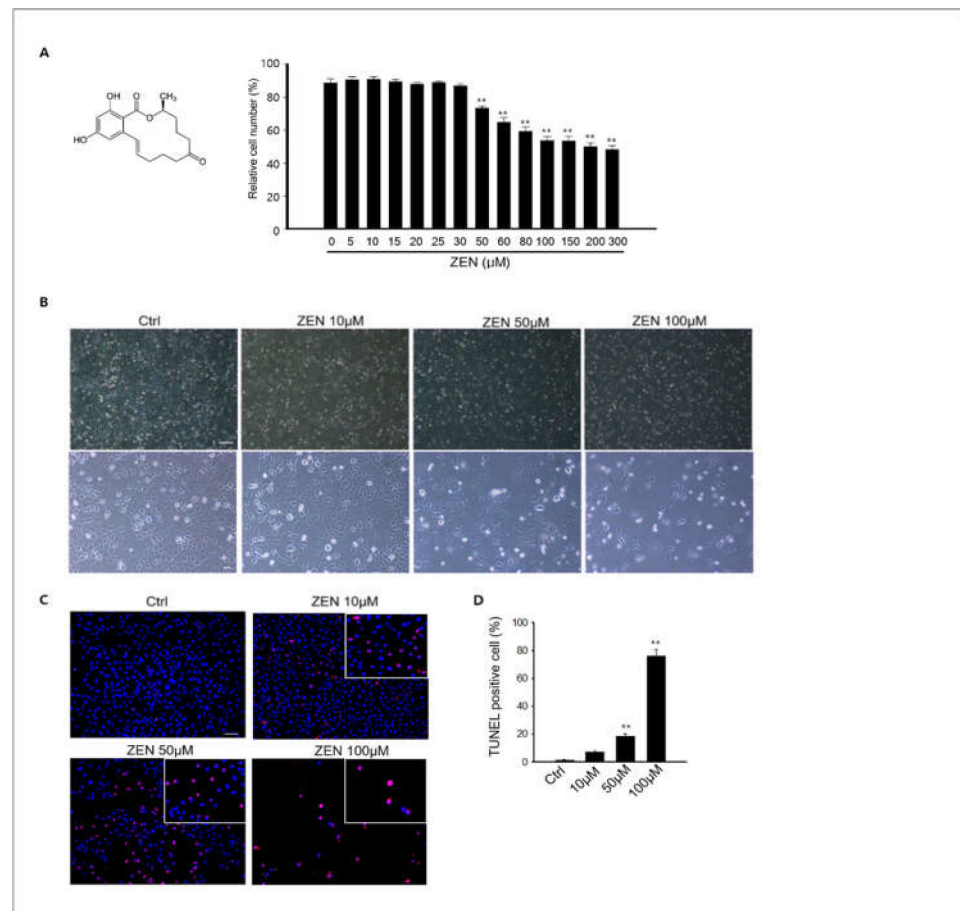 A
OH
O
CH₃
O
HO
O
Relative cell number (%)
100
80
60
40
20
0
** ** ** ** ** ** **
0 5 10 15 20 25 30 50 60 80 100 150 200 300
ZEN (µM)
B
Ctrl ZEN 10µM ZEN 50µM ZEN 100µM
C
Ctrl ZEN 10µM
ZEN 50µM ZEN 100µM
D
TUNEL positive cell (%)
100
80
60
40
20
0
**
**
Ctrl 10µM 50µM 100µM